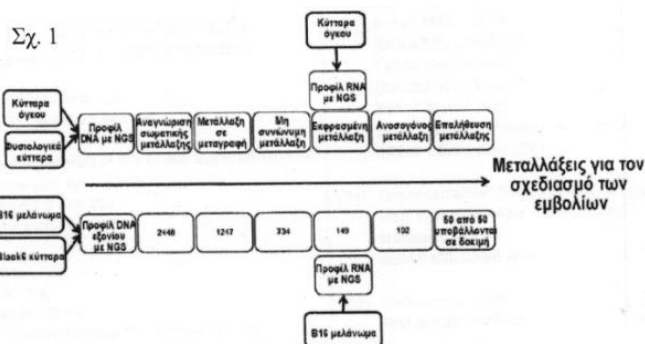 Σχ. 1
Κύτταρα
όγκου
Προφίλ RNA
με NGS
Κύτταρα
όγκου
Φυσιολογικά
κύτταρα
Προφίλ
DNA με NGS
Αναγνώριση
σωματικής
μετάλλαξης
Μετάλλαξη
σε
μεταγραφή
Μη
συνώνυμη
μετάλλαξη
Εκφρασμένη
μετάλλαξη
Ανοσογόνος
μετάλλαξη
Επαλήθευση
μετάλλαξης
Μεταλλάξεις για τον
σχεδιασμό των
εμβολίων
B16 μελάνωμα
Black6 κύτταρα
Προφίλ DNA
εξονίου
με NGS
2448
1247
334
149
102
50 από 50
υποβάλλονται
σε δοκιμή
Προφίλ RNA
με NGS
B16 μελάνωμα